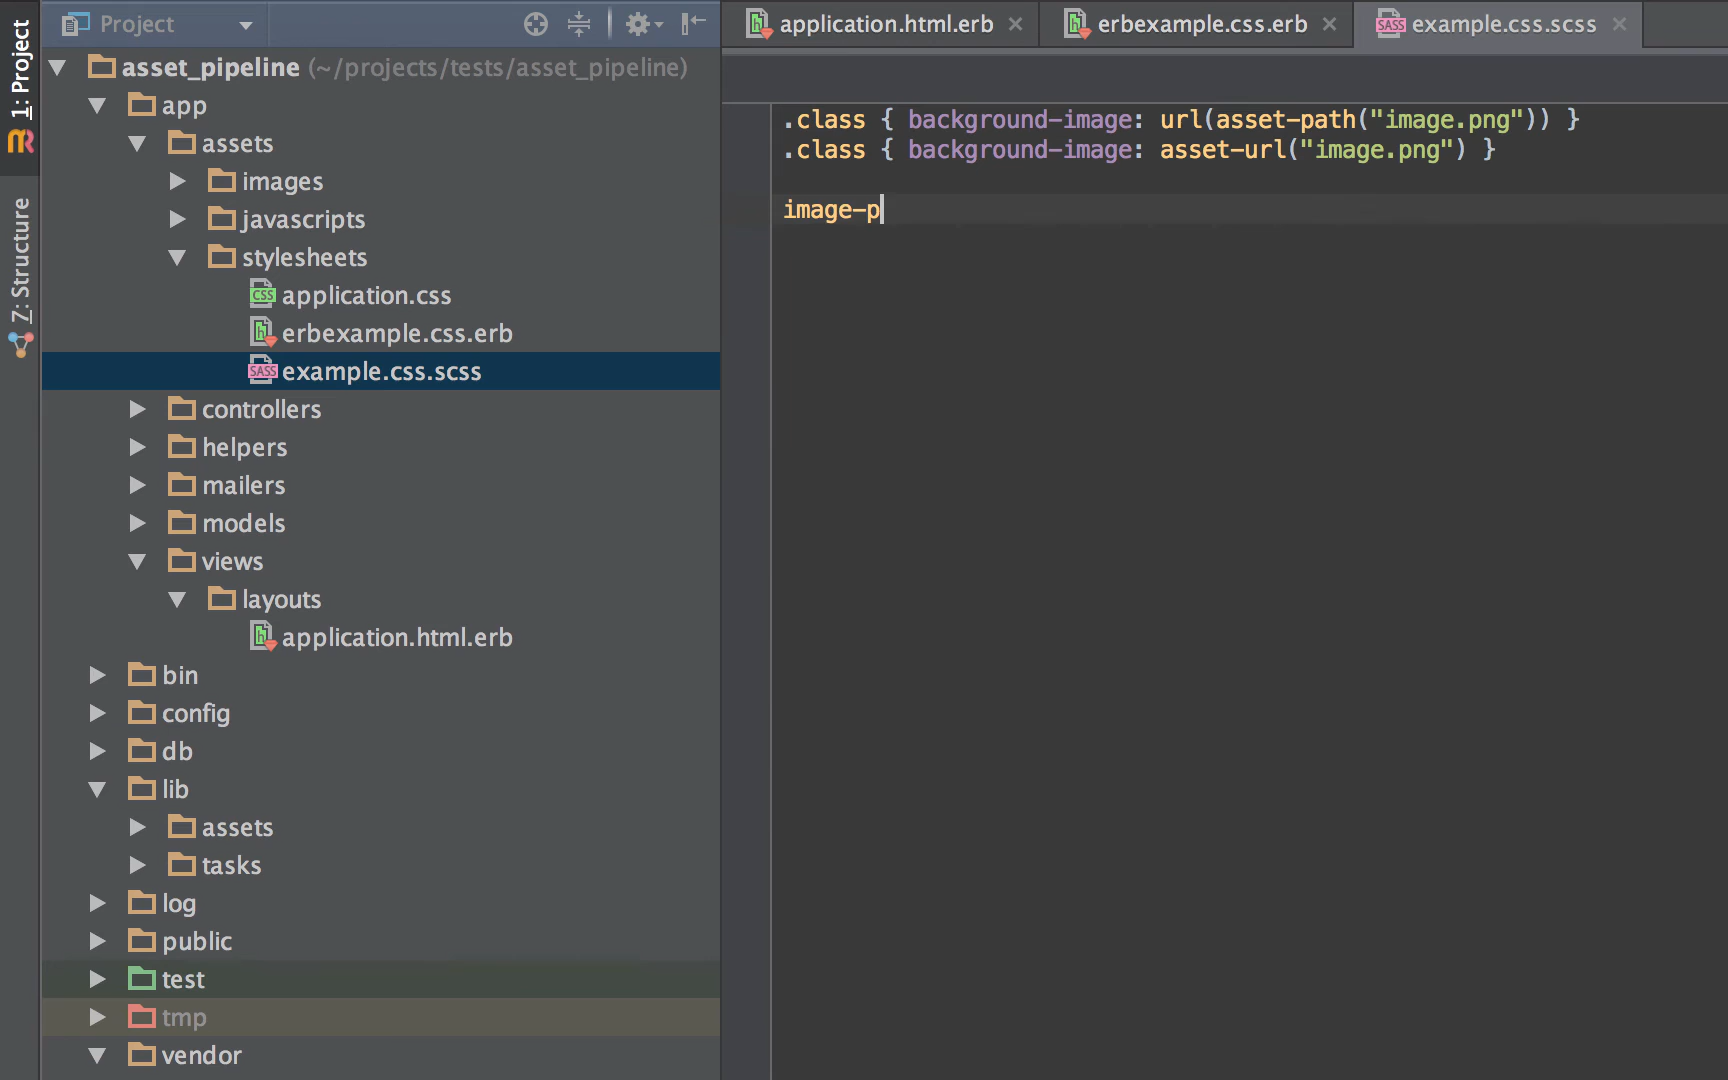 1: Project
7: Structure
Project
asset_pipeline (~/projects/tests/asset_pipeline)
app
assets
images
javascripts
stylesheets
CSS application.css
h erbexample.css.erb
SASS example.css.scss
controllers
helpers
mailers
models
views
layouts
h application.html.erb
bin
config
db
lib
assets
tasks
log
public
test
tmp
vendor
h application.html.erb h erbexample.css.erb SASS example.css.scss
.class { background-image: url(asset-path("image.png")) }
.class { background-image: asset-url("image.png") }
image-p